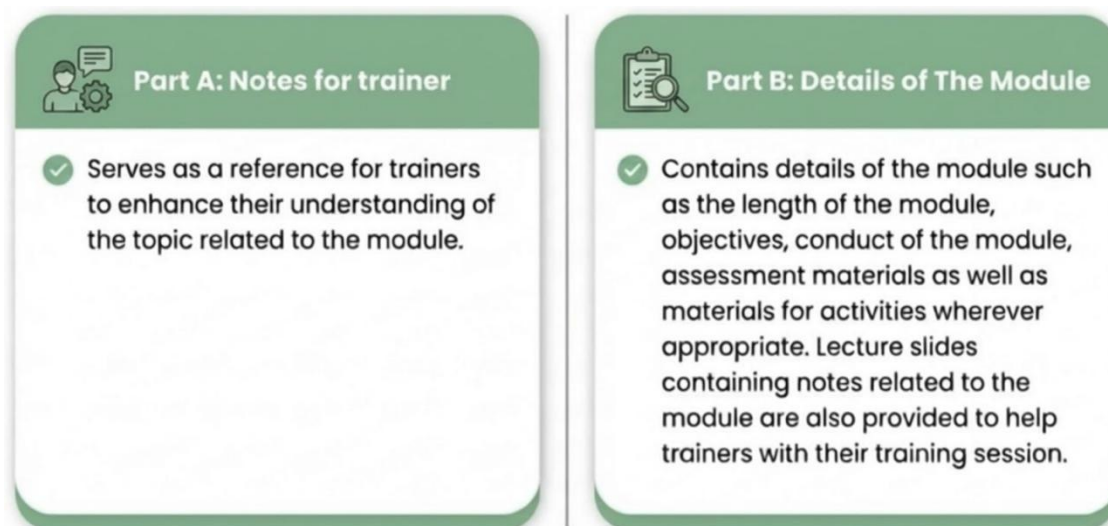 Part A: Notes for trainer
Serves as a reference for trainers
to enhance their understanding of
the topic related to the module.
Part B: Details of The Module
Contains details of the module such
as the length of the module,
objectives, conduct of the module,
assessment materials as well as
materials for activities wherever
appropriate. Lecture slides
containing notes related to the
module are also provided to help
trainers with their training session.